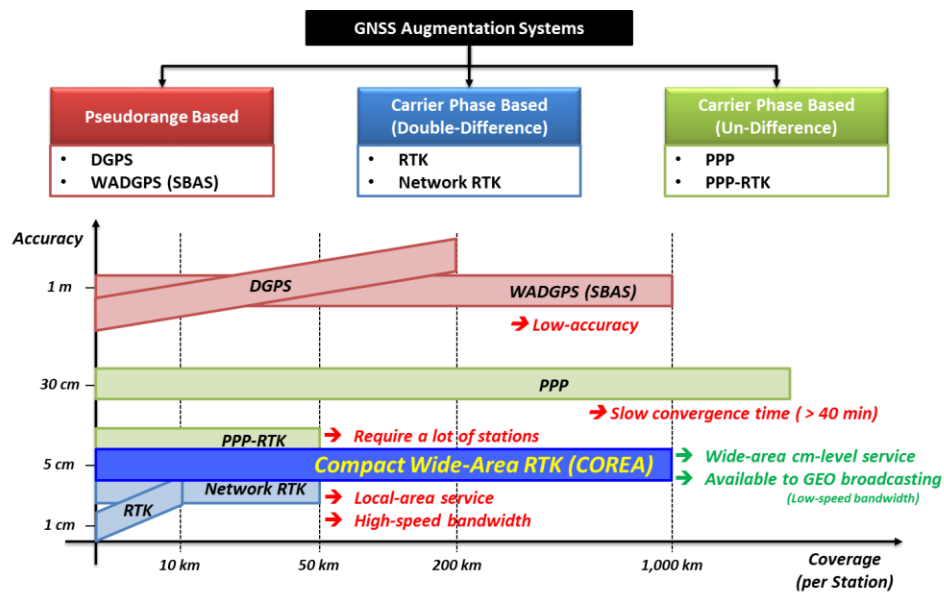 GNSS Augmentation Systems
Pseudorange Based
• DGPS
• WADGPS (SBAS)
Carrier Phase Based
(Double-Difference)
• RTK
• Network RTK
Carrier Phase Based
(Un-Difference)
• PPP
• PPP-RTK
Accuracy
1 m
DGPS
WADGPS (SBAS)
➔ Low-accuracy
30 cm
PPP
➔ Slow convergence time ( > 40 min)
PPP-RTK
➔ Require a lot of stations
5 cm
Compact Wide-Area RTK (COREA)
➔ Wide-area cm-level service
➔ Available to GEO broadcasting
(Low-speed bandwidth)
Network RTK
➔ Local-area service
➔ High-speed bandwidth
RTK
1 cm
10 km
50 km
200 km
1,000 km
Coverage
(per Station)